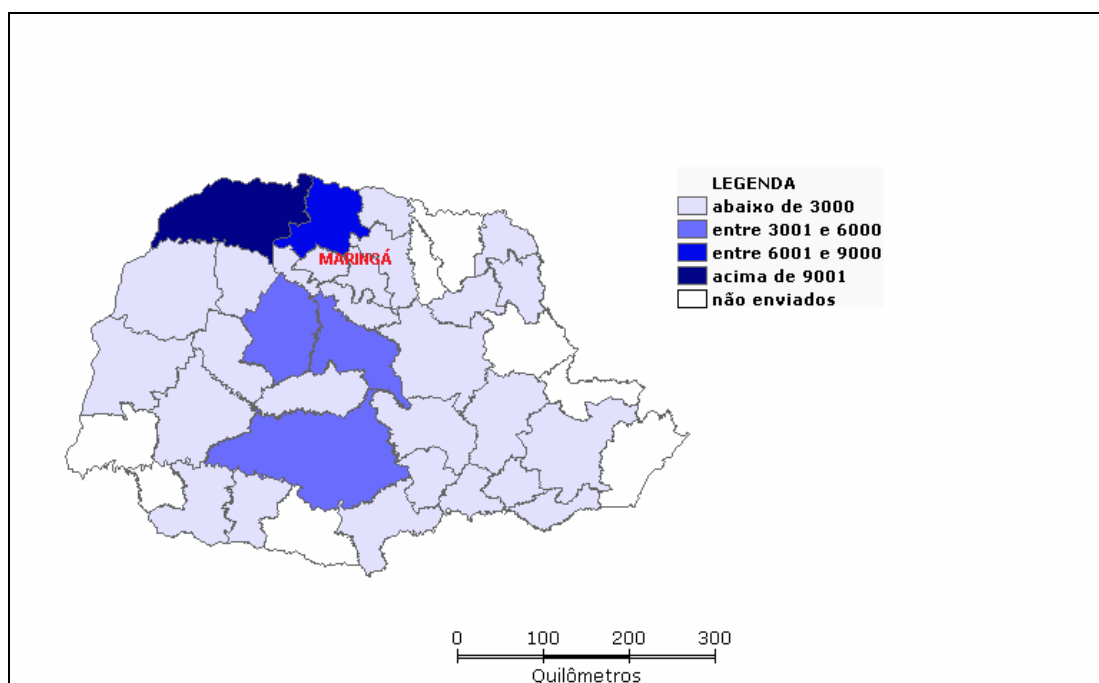 LEGENDA
abaixo de 3000
entre 3001 e 6000
entre 6001 e 9000
acima de 9001
não enviados
MARINGÁ
0 100 200 300
Quilômetros